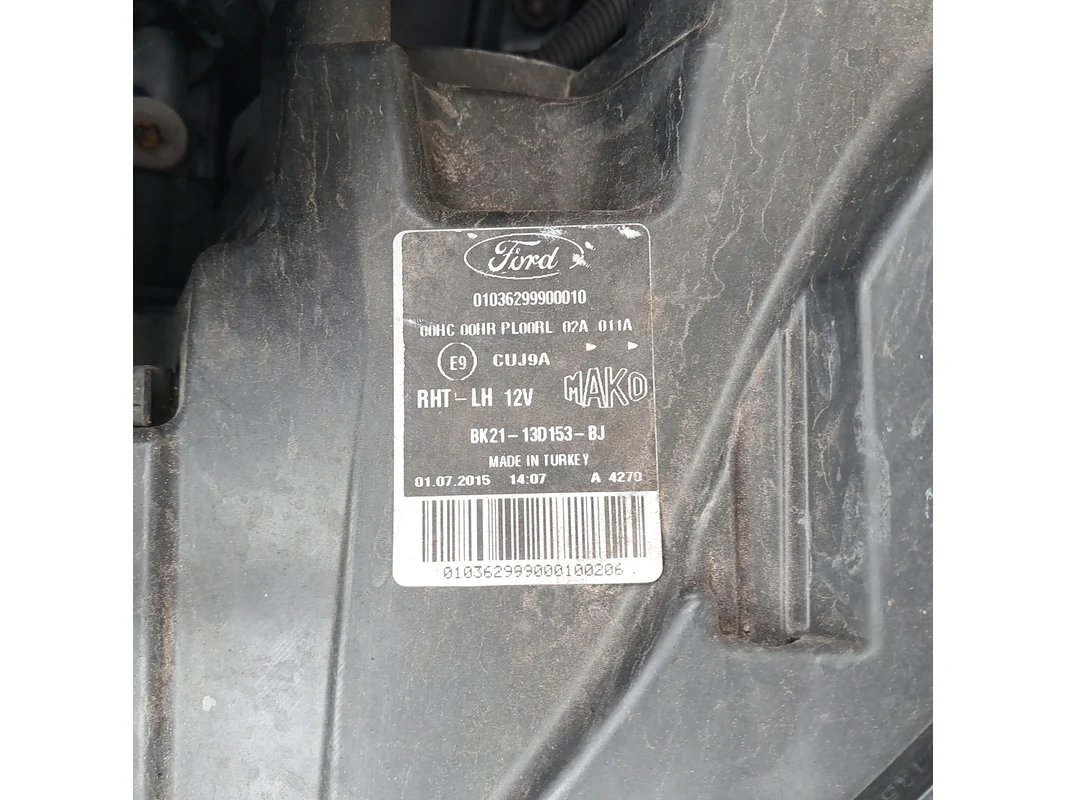 Ford
01036299900010
00HC 00HR PL00RL 02A 011A
E9 CUJ9A
RHT-LH 12V MAKO
BK21-13D153-BJ
MADE IN TURKEY
01.07.2015 14:07 A 4270
010362999000100206